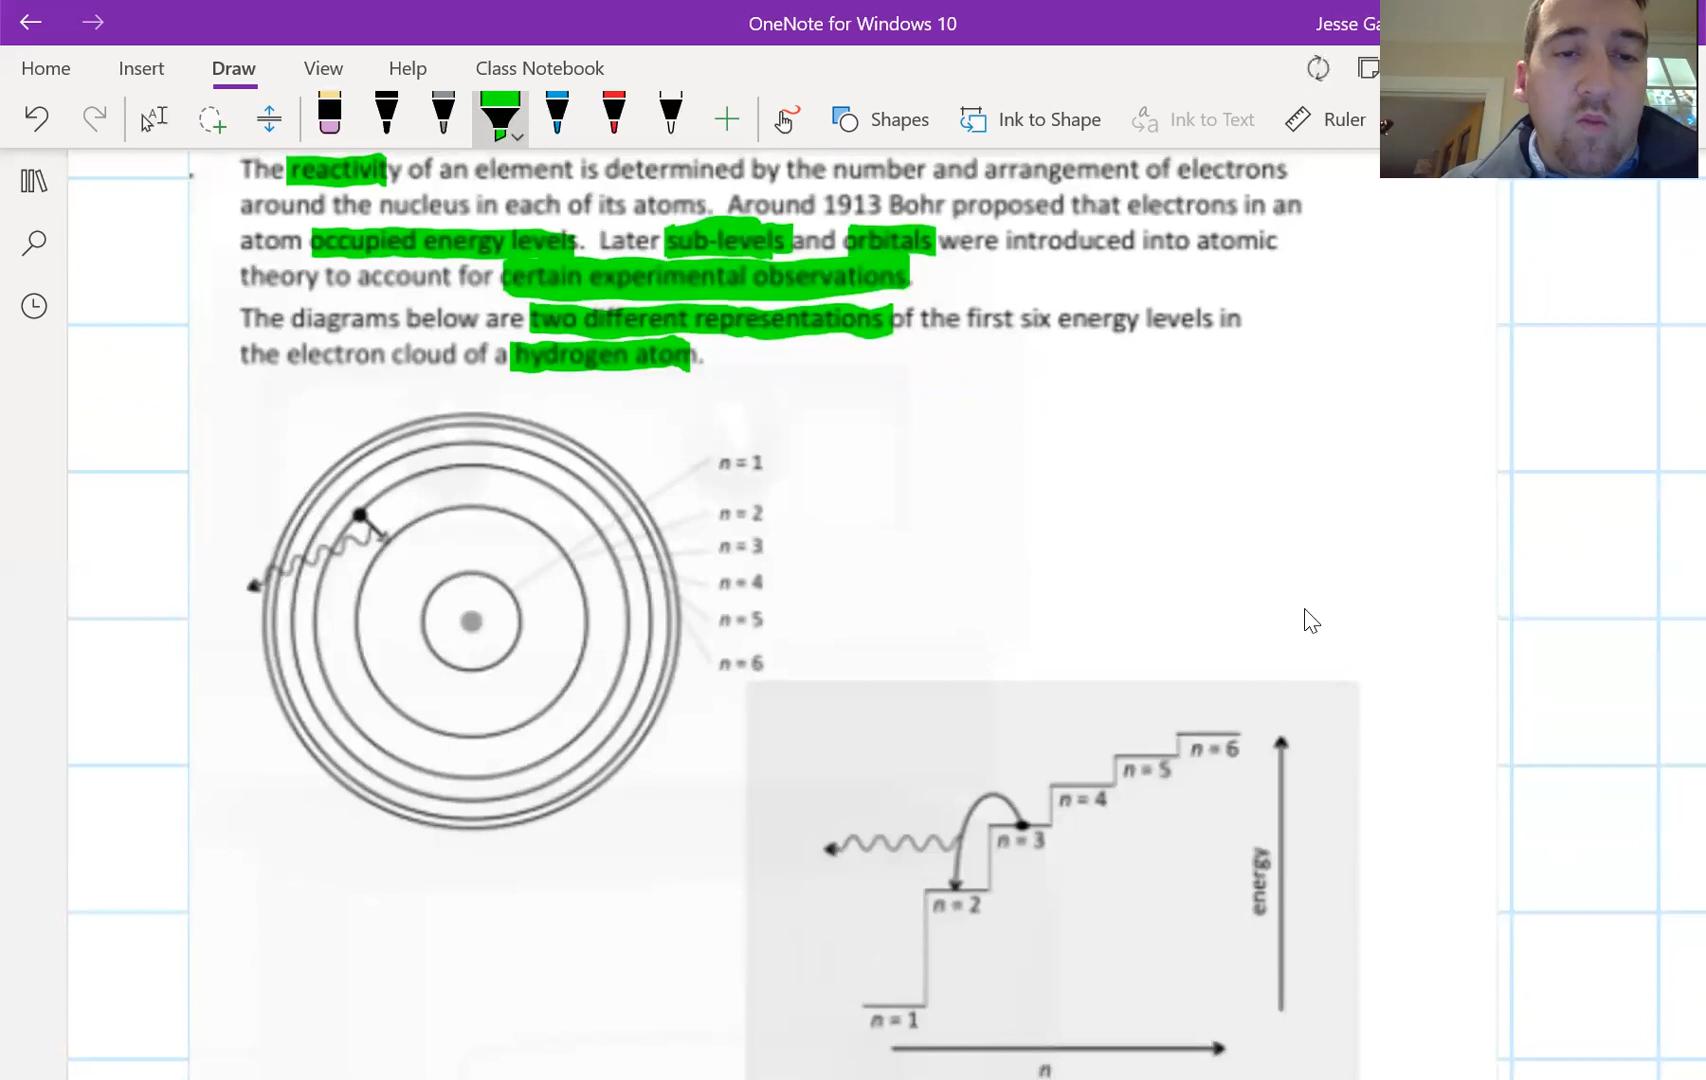 OneNote for Windows 10
Jesse Ga
Home Insert Draw View Help Class Notebook
Shapes Ink to Shape Ink to Text Ruler
The reactivity of an element is determined by the number and arrangement of electrons
around the nucleus in each of its atoms. Around 1913 Bohr proposed that electrons in an
atom occupied energy levels. Later sub-levels and orbitals were introduced into atomic
theory to account for certain experimental observations.
The diagrams below are two different representations of the first six energy levels in
the electron cloud of a hydrogen atom.
n = 1
n = 2
n = 3
n = 4
n = 5
n = 6
n = 6
n = 5
n = 4
n = 3
n = 2
n = 1
energy
n